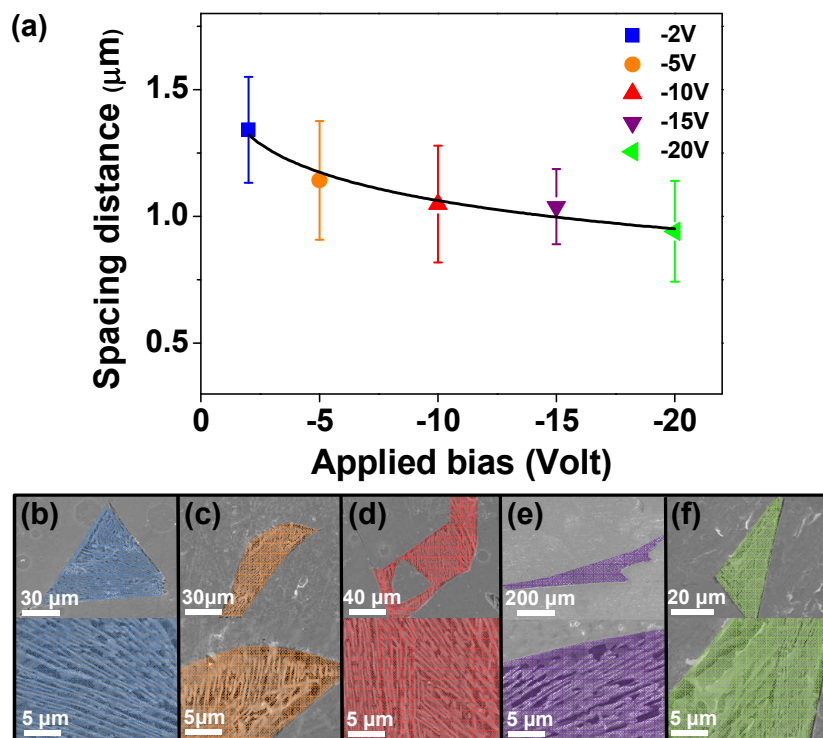 (a)
Spacing distance (μm)
1.5
1.0
0.5
0
-5
-10
-15
-20
Applied bias (Volt)
-2V
-5V
-10V
-15V
-20V
(b)
(c)
(d)
(e)
(f)
30 μm
30μm
40 μm
200 μm
20 μm
5 μm
5μm
5 μm
5 μm
5 μm